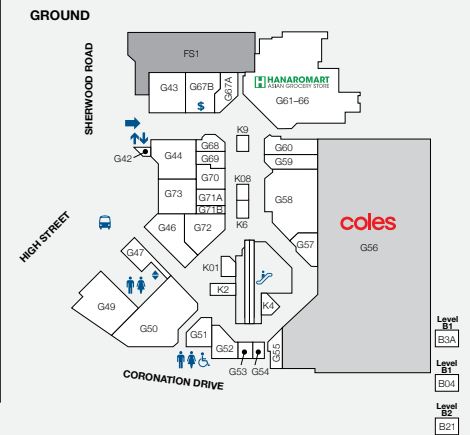 GROUND
SHERWOOD ROAD
FS1
G43
G67B
G67A
$
HANAROMART
ASIAN GROCERY STORE
G61–66
K9
G42
G44
G68
G69
G60
G59
G70
K08
G73
G71A
G71B
G58
K6
G46
G72
coles
G56
G57
HIGH STREET
G47
K01
K2
K4
G49
G50
G51
G52
G55
G53
G54
CORONATION DRIVE
Level
B1
B3A
Level
B1
B04
Level
B2
B21